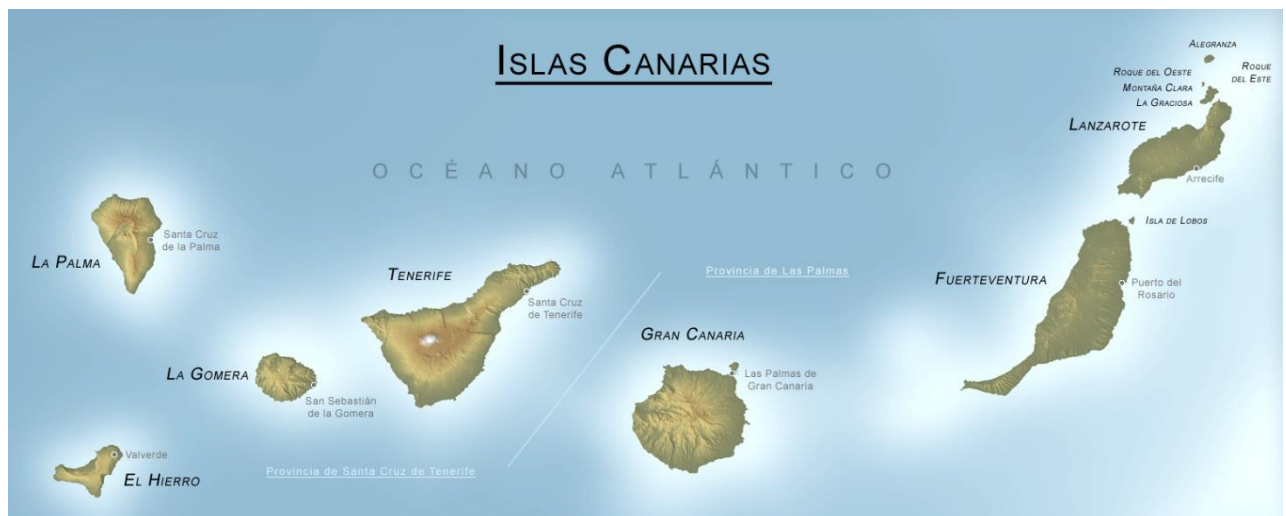 Islas Canarias
Alegranza
Roque del Oeste
Roque
del Este
Montaña Clara
La Graciosa
Lanzarote
OCÉANO ATLÁNTICO
Arrecife
Isla de Lobos
Santa Cruz
de la Palma
La Palma
Tenerife
Provincia de Las Palmas
Fuerteventura
Puerto del
Rosario
Santa Cruz
de Tenerife
Gran Canaria
La Gomera
Las Palmas de
Gran Canaria
San Sebastián
de la Gomera
Valverde
Provincia de Santa Cruz de Tenerife
El Hierro